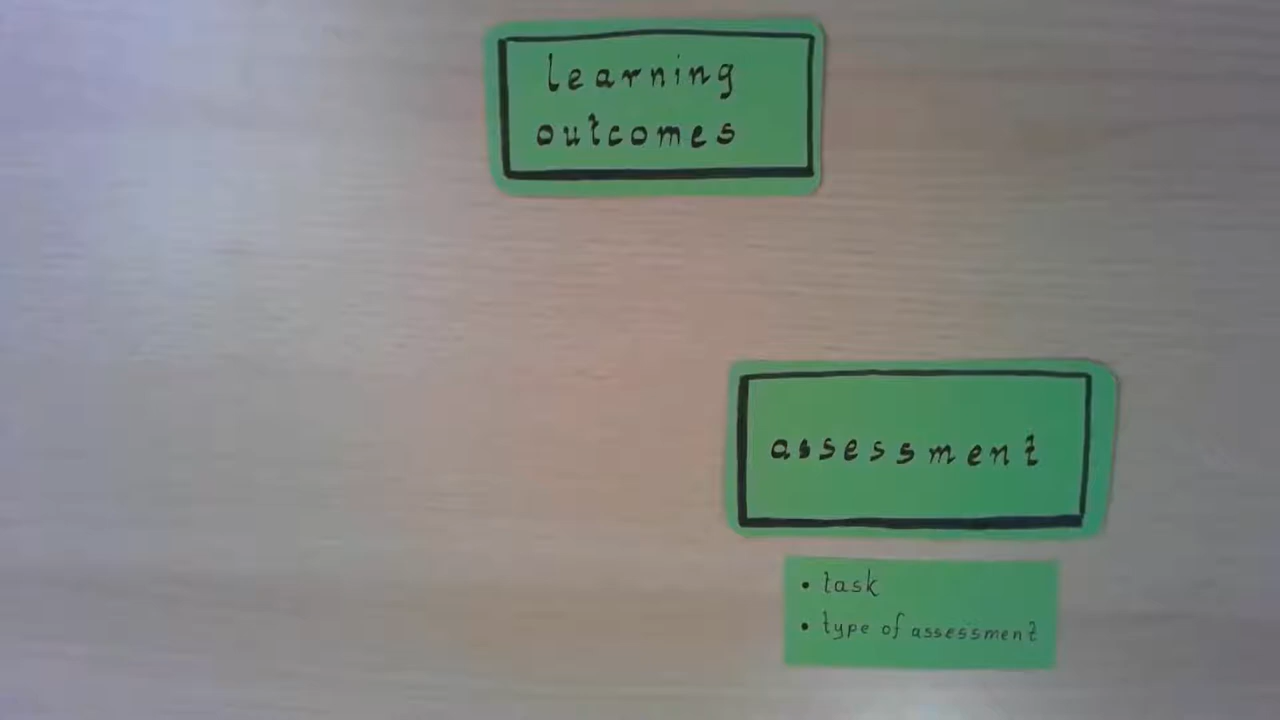 learning
outcomes
assessment
• task
• type of assessment